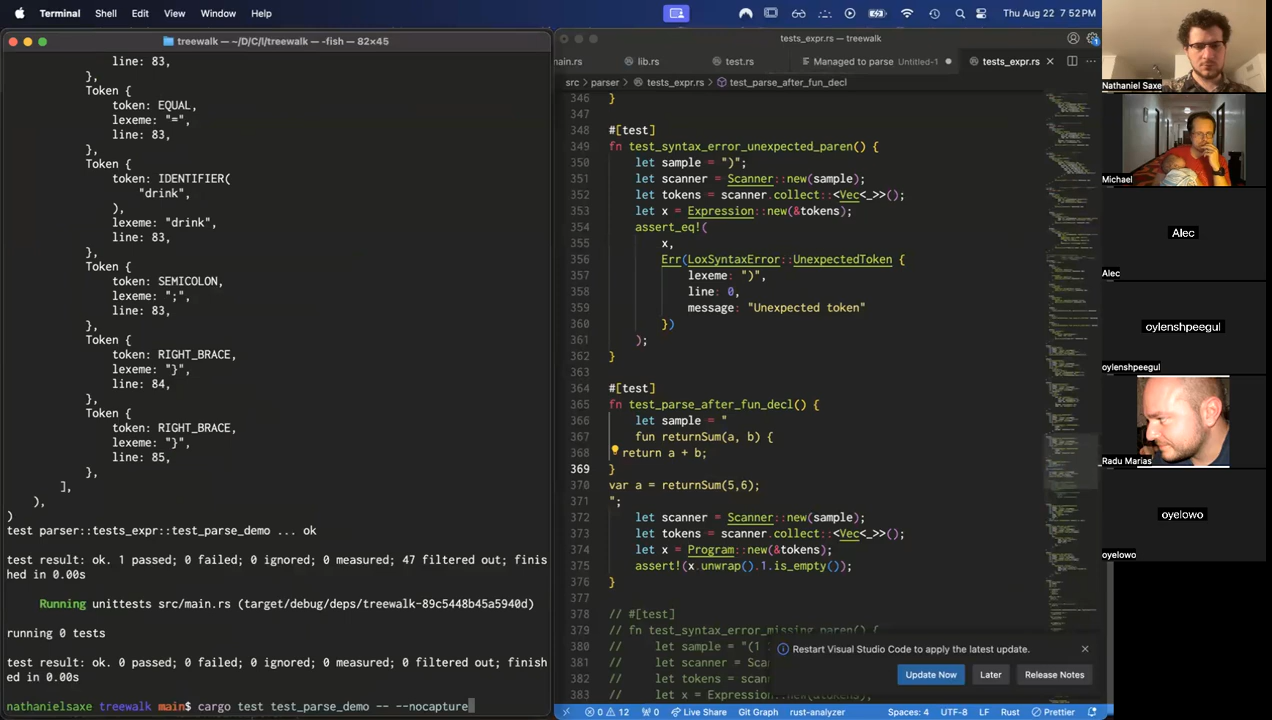 Terminal Shell Edit View Window Help
Thu Aug 22 7:52 PM
treewalk — ~/D/C/l/treewalk — -fish — 82×45
line: 83,
},
Token {
token: EQUAL,
lexeme: "=",
line: 83,
},
Token {
token: IDENTIFIER(
"drink",
),
lexeme: "drink",
line: 83,
},
Token {
token: SEMICOLON,
lexeme: ";",
line: 83,
},
Token {
token: RIGHT_BRACE,
lexeme: "}",
line: 84,
},
Token {
token: RIGHT_BRACE,
lexeme: "}",
line: 85,
},
],
),
)
test parser::tests_expr::test_parse_demo ... ok
test result: ok. 1 passed; 0 failed; 0 ignored; 0 measured; 47 filtered out; finis
hed in 0.00s
Running unittests src/main.rs (target/debug/deps/treewalk-89c5448b45a5940d)
running 0 tests
test result: ok. 0 passed; 0 failed; 0 ignored; 0 measured; 0 filtered out; finish
ed in 0.00s
nathanielsaxe treewalk main$ cargo test test_parse_demo -- --nocapture
tests_expr.rs — treewalk
main.rs lib.rs test.rs Managed to parse Untitled-1 tests_expr.rs
src > parser > tests_expr.rs > test_parse_after_fun_decl
346 }
347
348 #[test]
349 fn test_syntax_error_unexpected_paren() {
350 let sample = ")";
351 let scanner = Scanner::new(sample);
352 let tokens = scanner.collect::<Vec<_>>();
353 let x = Expression::new(&tokens);
354 assert_eq!(
355 x,
356 Err(LoxSyntaxError::UnexpectedToken {
357 lexeme: ")",
358 line: 0,
359 message: "Unexpected token"
360 })
361 );
362 }
363
364 #[test]
365 fn test_parse_after_fun_decl() {
366 let sample = "
367 fun returnSum(a, b) {
368 return a + b;
369 }
370 var a = returnSum(5,6);
371 ";
372 let scanner = Scanner::new(sample);
373 let tokens = scanner.collect::<Vec<_>>();
374 let x = Program::new(&tokens);
375 assert!(x.unwrap().1.is_empty());
376 }
377
378 // #[test]
379 // fn test_syntax_error_missing_paren() {
380 // let sample = "(1
381 // let scanner = Sca
382 // let tokens = scan
383 // let x = Expression::new(&tokens);
Restart Visual Studio Code to apply the latest update.
Update Now Later Release Notes
0 12 0 Live Share Git Graph rust-analyzer Spaces: 4 UTF-8 LF Rust Prettier
Nathaniel Saxe
Michael
Alec
Alec
oylenshpeegul
oylenshpeegul
Radu Marias
oyelowo
oyelowo